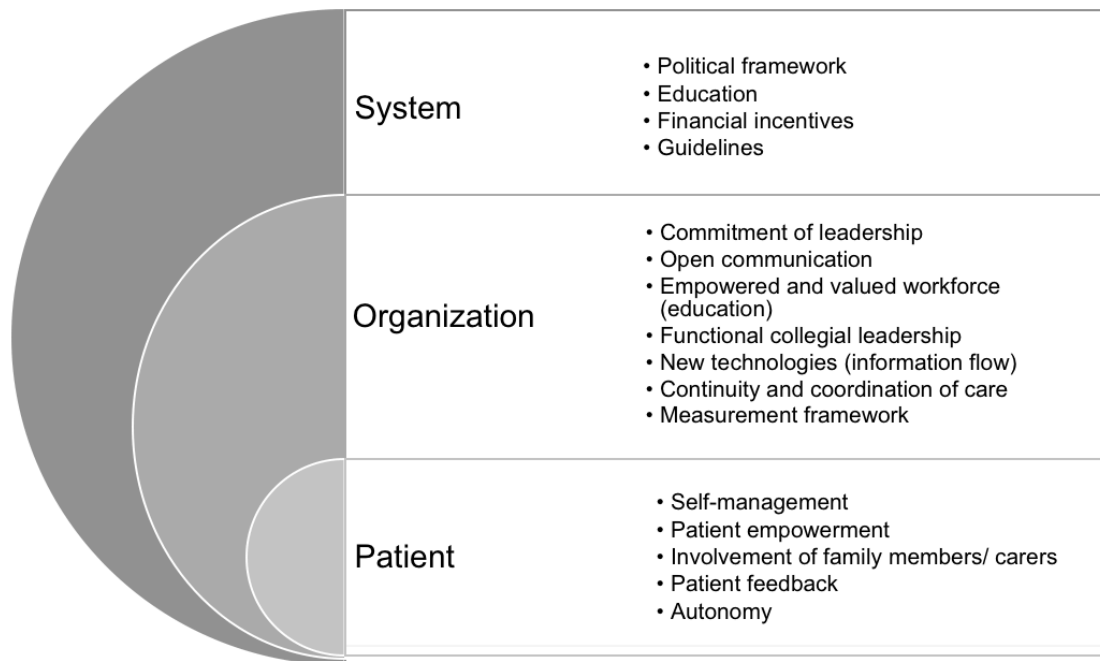 System
• Political framework
• Education
• Financial incentives
• Guidelines
Organization
• Commitment of leadership
• Open communication
• Empowered and valued workforce
(education)
• Functional collegial leadership
• New technologies (information flow)
• Continuity and coordination of care
• Measurement framework
Patient
• Self-management
• Patient empowerment
• Involvement of family members/ carers
• Patient feedback
• Autonomy